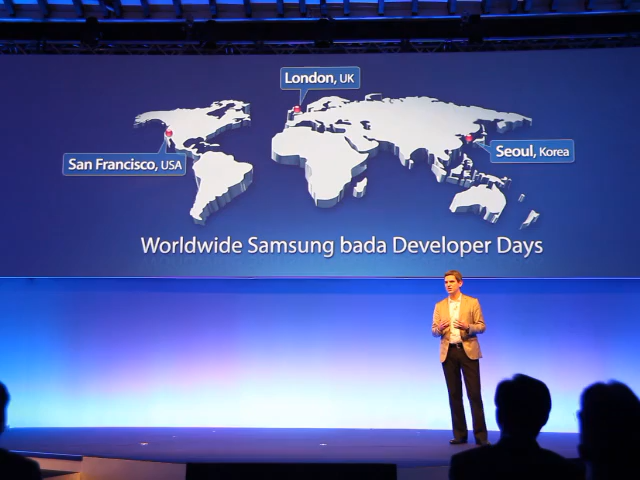 London, UK
San Francisco, USA
Seoul, Korea
Worldwide Samsung bada Developer Days